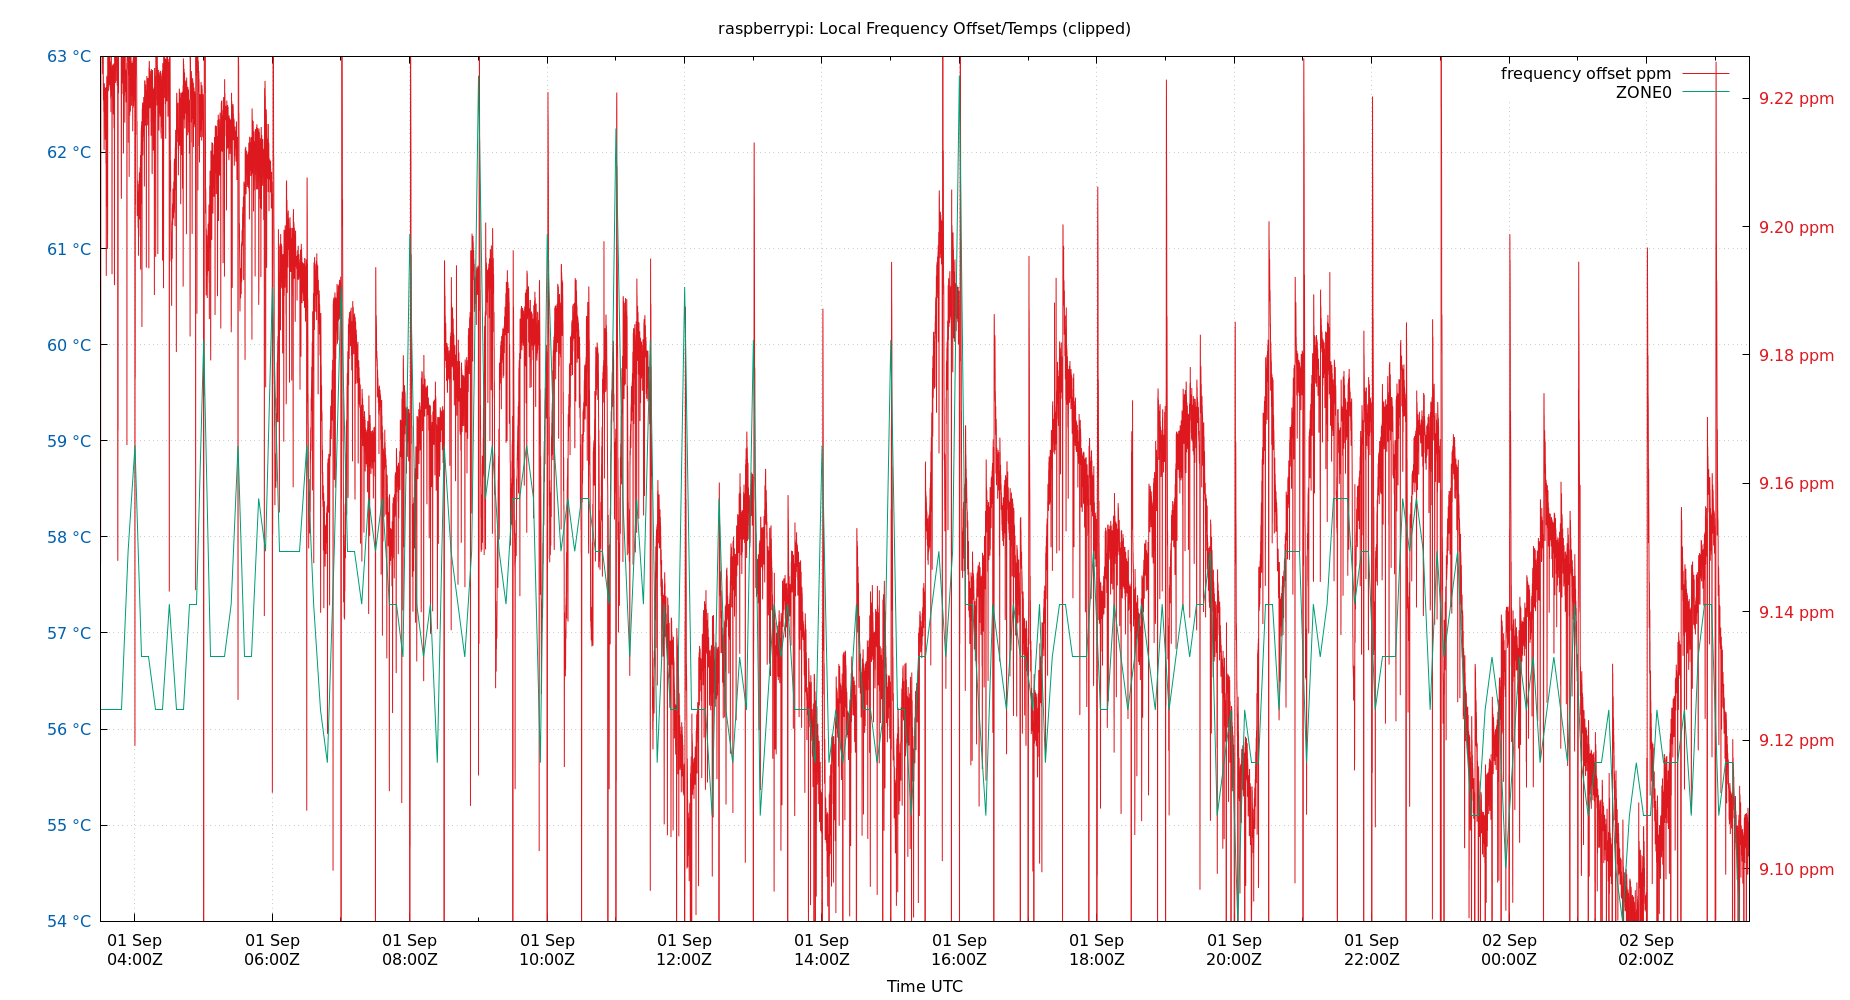 raspberrypi: Local Frequency Offset/Temps (clipped)
63 °C
62 °C
61 °C
60 °C
59 °C
58 °C
57 °C
56 °C
55 °C
54 °C
frequency offset ppm
ZONE0
9.22 ppm
9.20 ppm
9.18 ppm
9.16 ppm
9.14 ppm
9.12 ppm
9.10 ppm
01 Sep 01 Sep 01 Sep 01 Sep 01 Sep 01 Sep 01 Sep 01 Sep 01 Sep 01 Sep 02 Sep 02 Sep
04:00Z 06:00Z 08:00Z 10:00Z 12:00Z 14:00Z 16:00Z 18:00Z 20:00Z 22:00Z 00:00Z 02:00Z
Time UTC